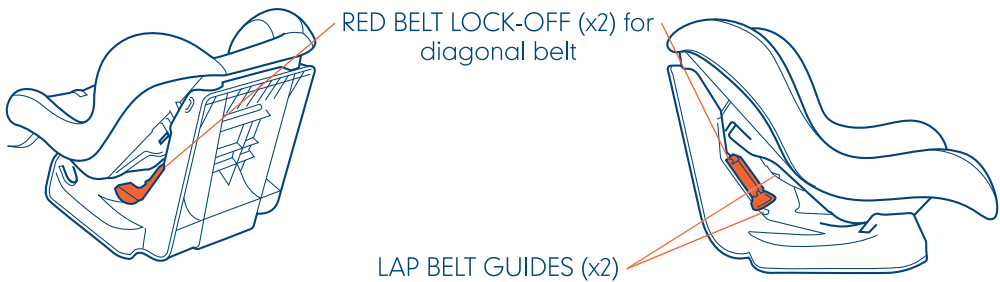 RED BELT LOCK-OFF (x2) for
diagonal belt
LAP BELT GUIDES (x2)